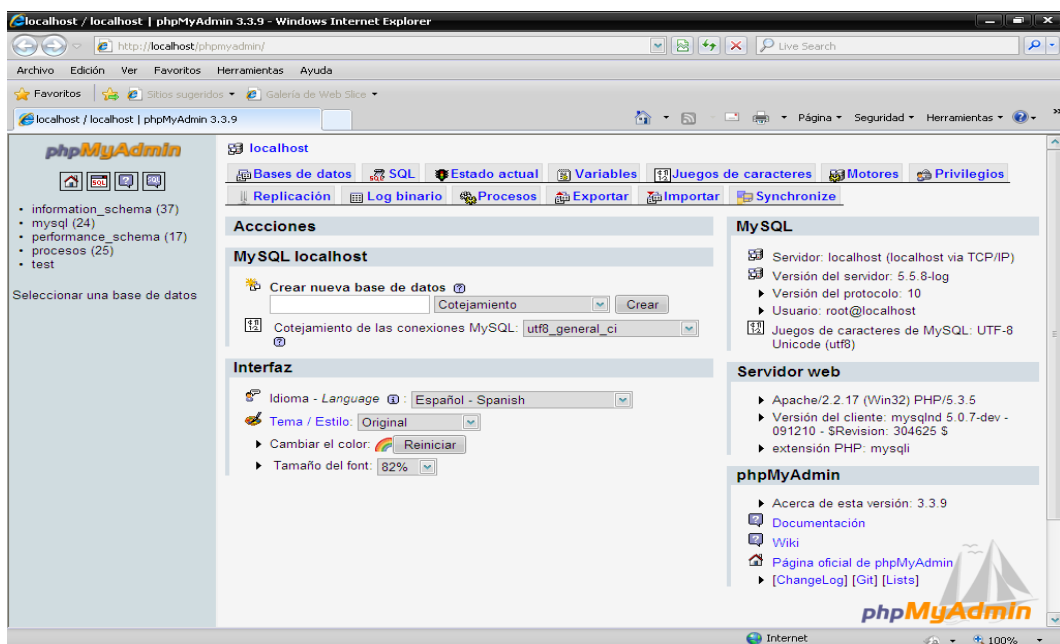 localhost / localhost | phpMyAdmin 3.3.9 - Windows Internet Explorer
http://localhost/phpmyadmin/
Live Search
Archivo Edición Ver Favoritos Herramientas Ayuda
Favoritos Sitios sugeridos Galería de Web Slice
localhost / localhost | phpMyAdmin 3.3.9
Página Seguridad Herramientas
phpMyAdmin
SQL
information_schema (37)
mysql (24)
performance_schema (17)
procesos (25)
test
Seleccionar una base de datos
localhost
Bases de datos SQL Estado actual Variables Juegos de caracteres Motores Privilegios
Replicación Log binario Procesos Exportar Importar Synchronize
Accciones
MySQL localhost
Crear nueva base de datos
Cotejamiento Crear
Cotejamiento de las conexiones MySQL: utf8_general_ci
Interfaz
Idioma - Language : Español - Spanish
Tema / Estilo: Original
Cambiar el color: Reiniciar
Tamaño del font: 82%
MySQL
Servidor: localhost (localhost via TCP/IP)
Versión del servidor: 5.5.8-log
Versión del protocolo: 10
Usuario: root@localhost
Juegos de caracteres de MySQL: UTF-8
Unicode (utf8)
Servidor web
Apache/2.2.17 (Win32) PHP/5.3.5
Versión del cliente: mysqlnd 5.0.7-dev -
091210 - $Revision: 304625 $
extensión PHP: mysqli
phpMyAdmin
Acerca de esta versión: 3.3.9
Documentación
Wiki
Página oficial de phpMyAdmin
[ChangeLog] [Git] [Lists]
phpMyAdmin
Internet 100%